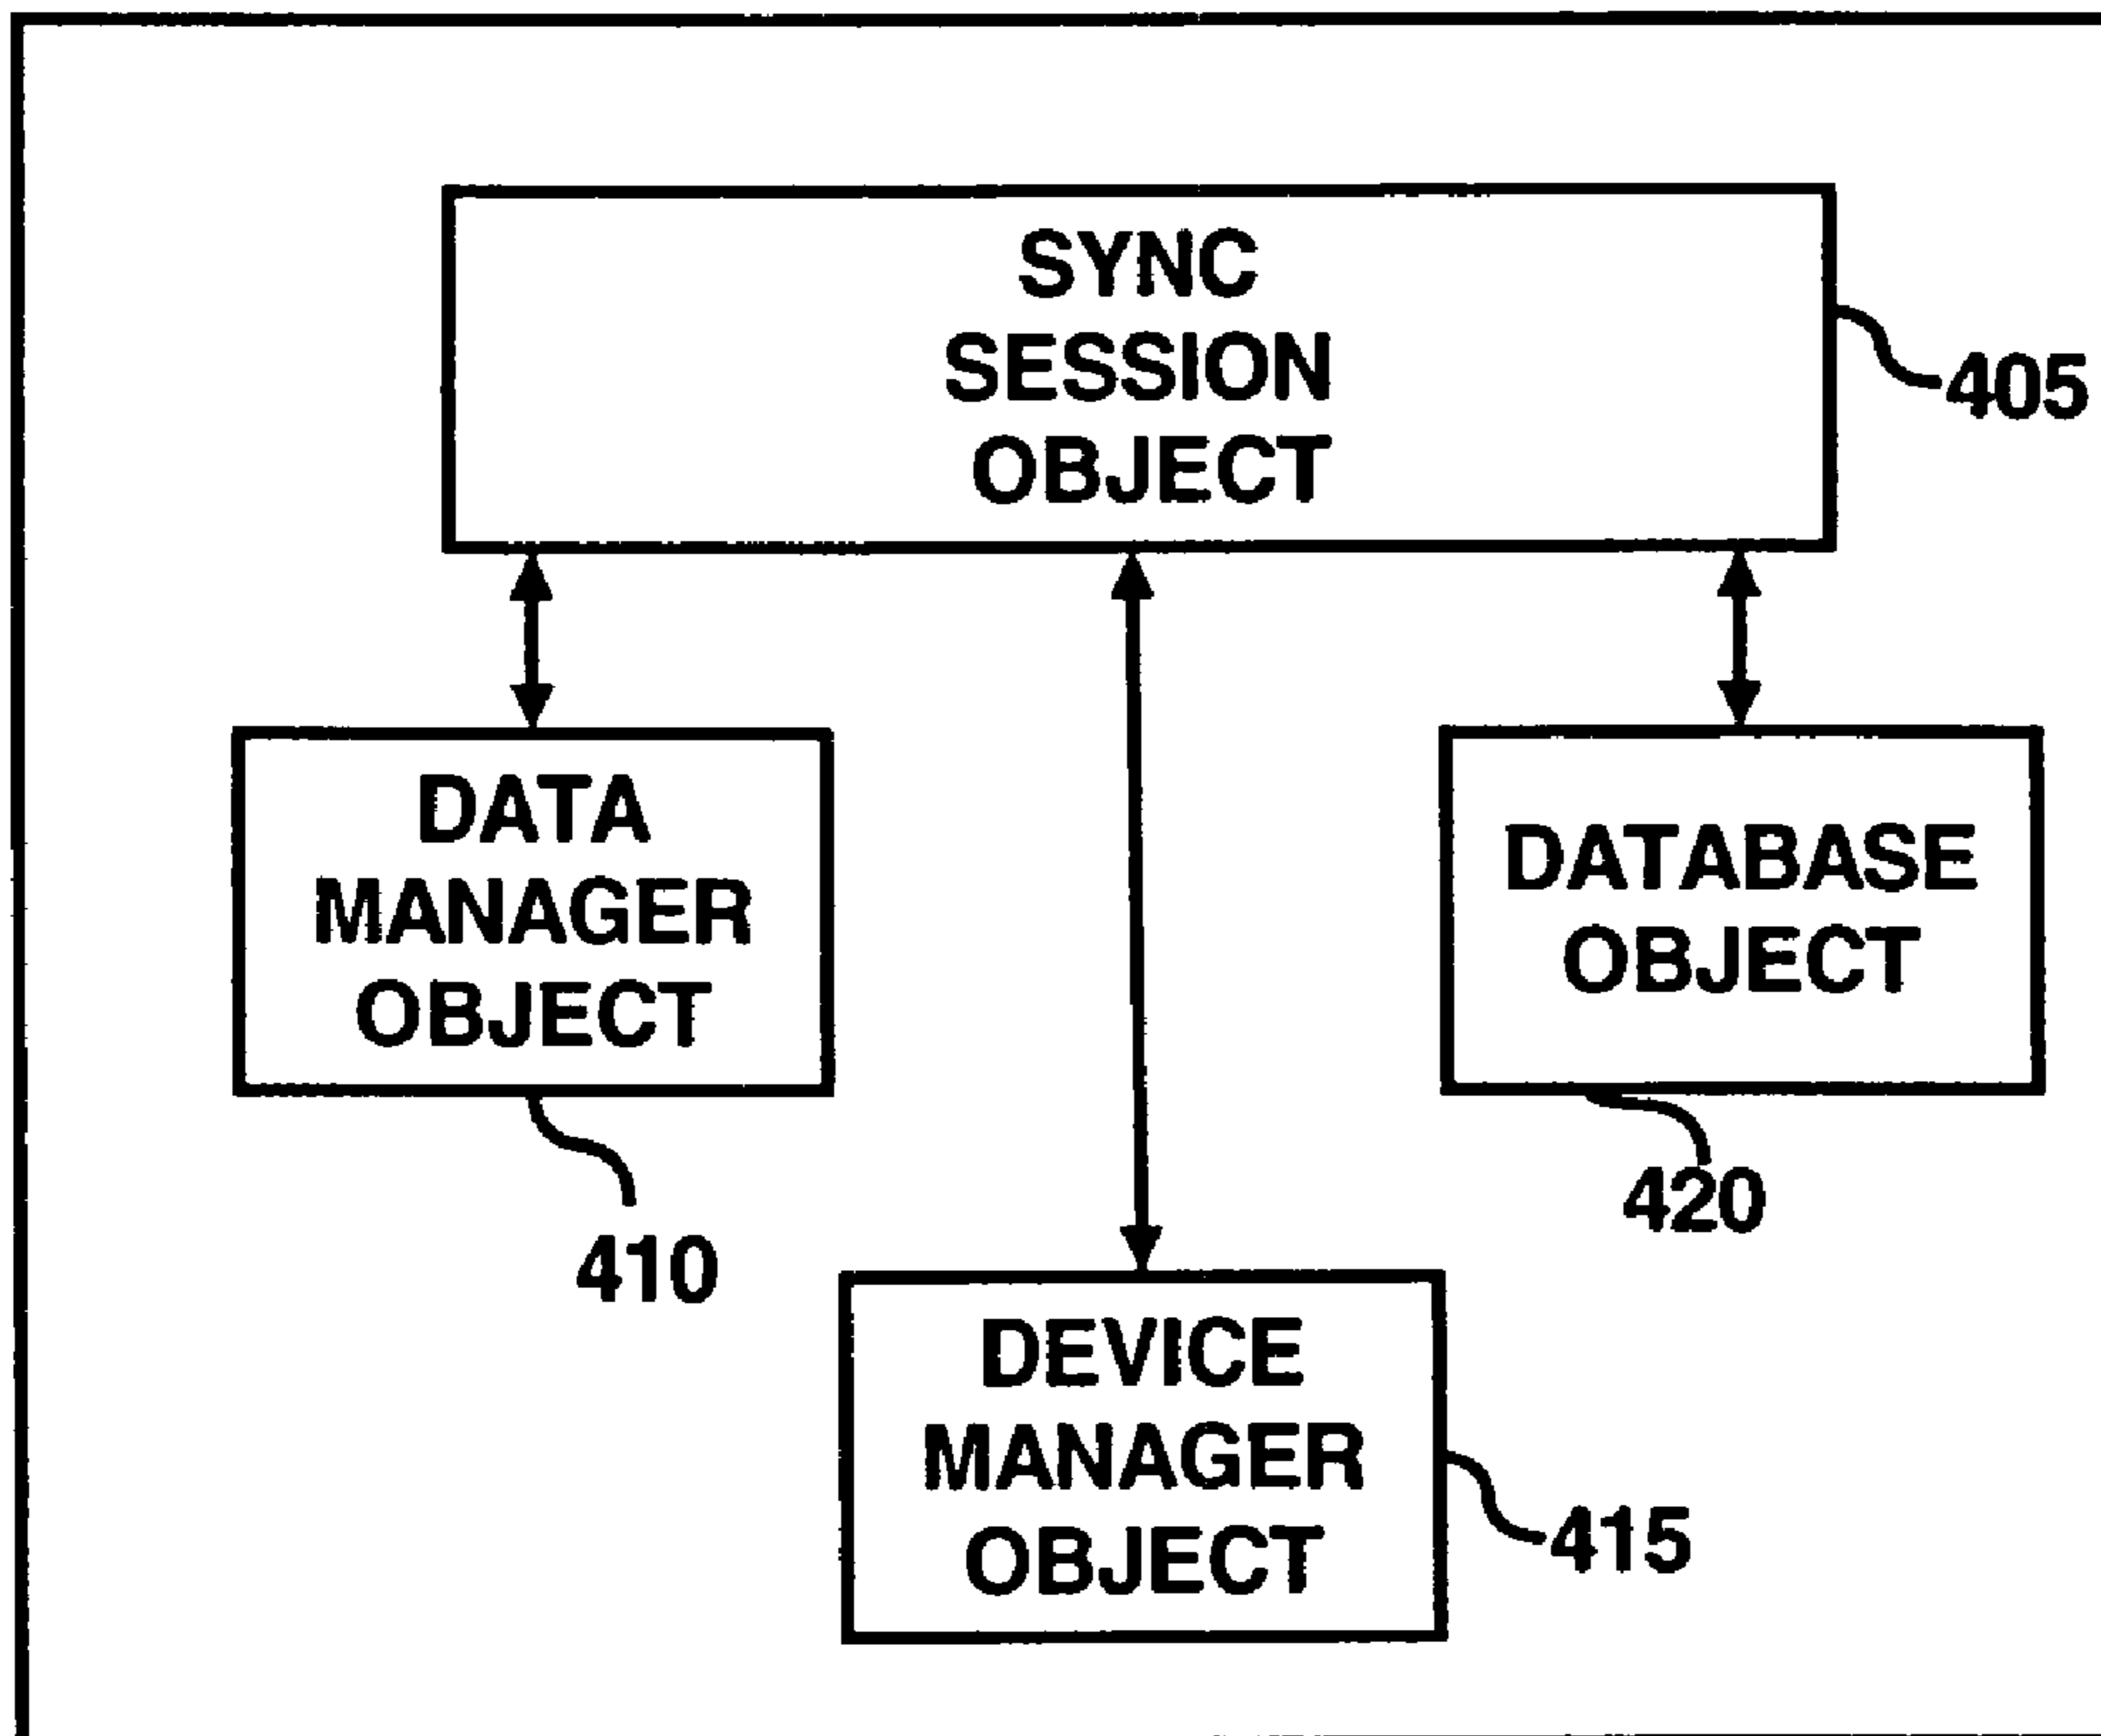 SYNC
SESSION
OBJECT
405
DATA
MANAGER
OBJECT
410
DATABASE
OBJECT
420
DEVICE
MANAGER
OBJECT
415